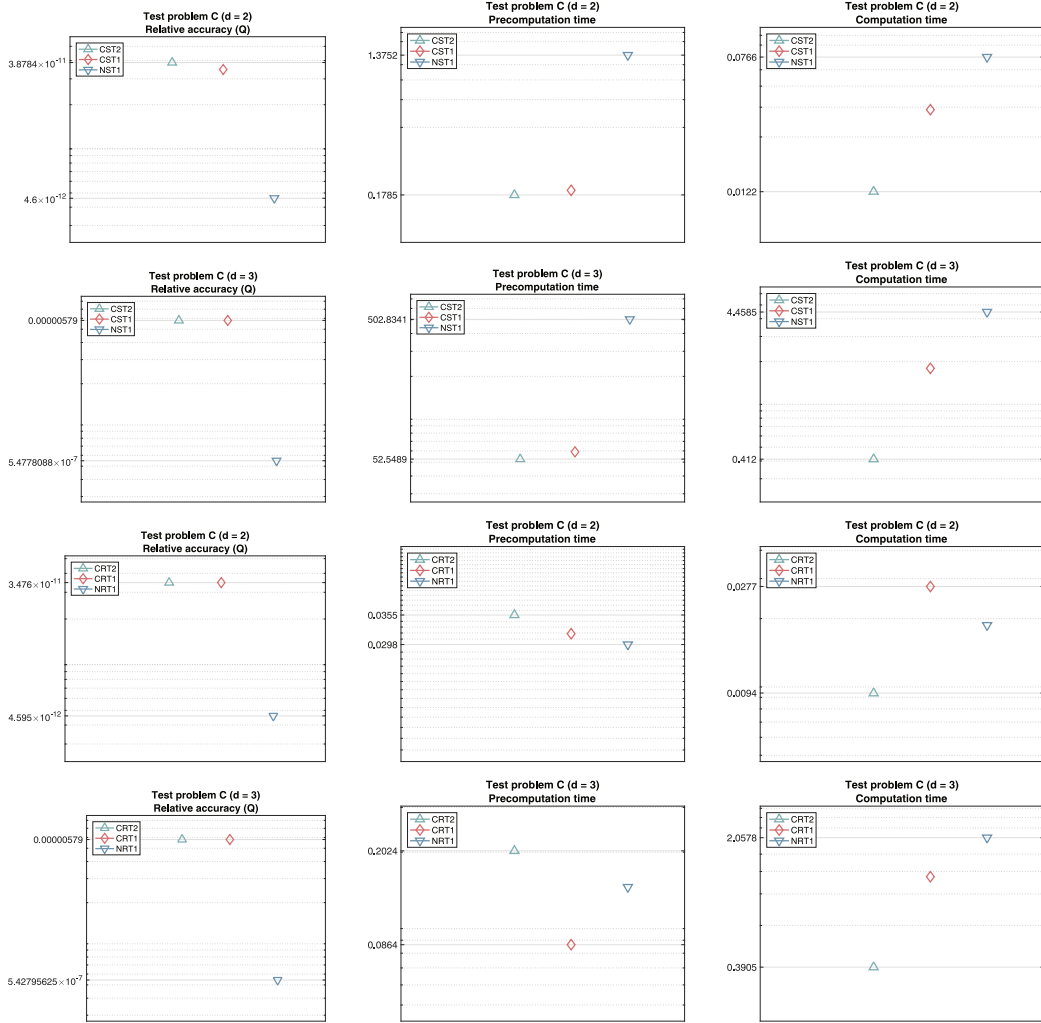 Test problem C (d = 2)
Relative accuracy (Q)
CST2
CST1
NST1
3.8784×10⁻¹¹
4.6×10⁻¹²
Test problem C (d = 2)
Precomputation time
CST2
CST1
NST1
1.3752
0.1785
Test problem C (d = 2)
Computation time
CST2
CST1
NST1
0.0766
0.0122
Test problem C (d = 3)
Relative accuracy (Q)
CST2
CST1
NST1
0.00000579
5.4778088×10⁻⁷
Test problem C (d = 3)
Precomputation time
CST2
CST1
NST1
502.8341
52.5489
Test problem C (d = 3)
Computation time
CST2
CST1
NST1
4.4585
0.412
Test problem C (d = 2)
Relative accuracy (Q)
CRT2
CRT1
NRT1
3.476×10⁻¹¹
4.595×10⁻¹²
Test problem C (d = 2)
Precomputation time
CRT2
CRT1
NRT1
0.0355
0.0298
Test problem C (d = 2)
Computation time
CRT2
CRT1
NRT1
0.0277
0.0094
Test problem C (d = 3)
Relative accuracy (Q)
CRT2
CRT1
NRT1
0.00000579
5.42795625×10⁻⁷
Test problem C (d = 3)
Precomputation time
CRT2
CRT1
NRT1
0.2024
0.0864
Test problem C (d = 3)
Computation time
CRT2
CRT1
NRT1
2.0578
0.3905